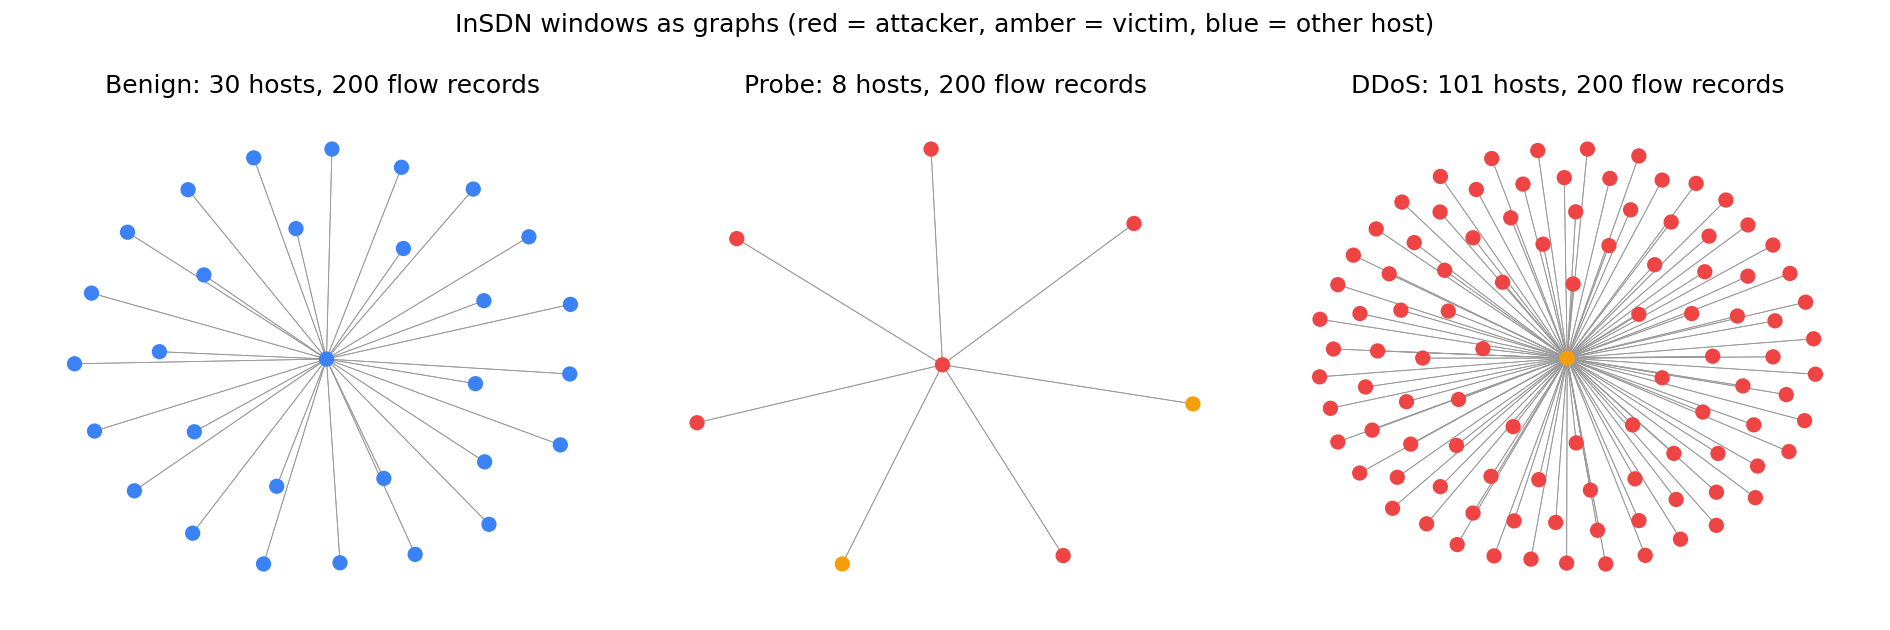 InSDN windows as graphs (red = attacker, amber = victim, blue = other host)
Benign: 30 hosts, 200 flow records
Probe: 8 hosts, 200 flow records
DDoS: 101 hosts, 200 flow records